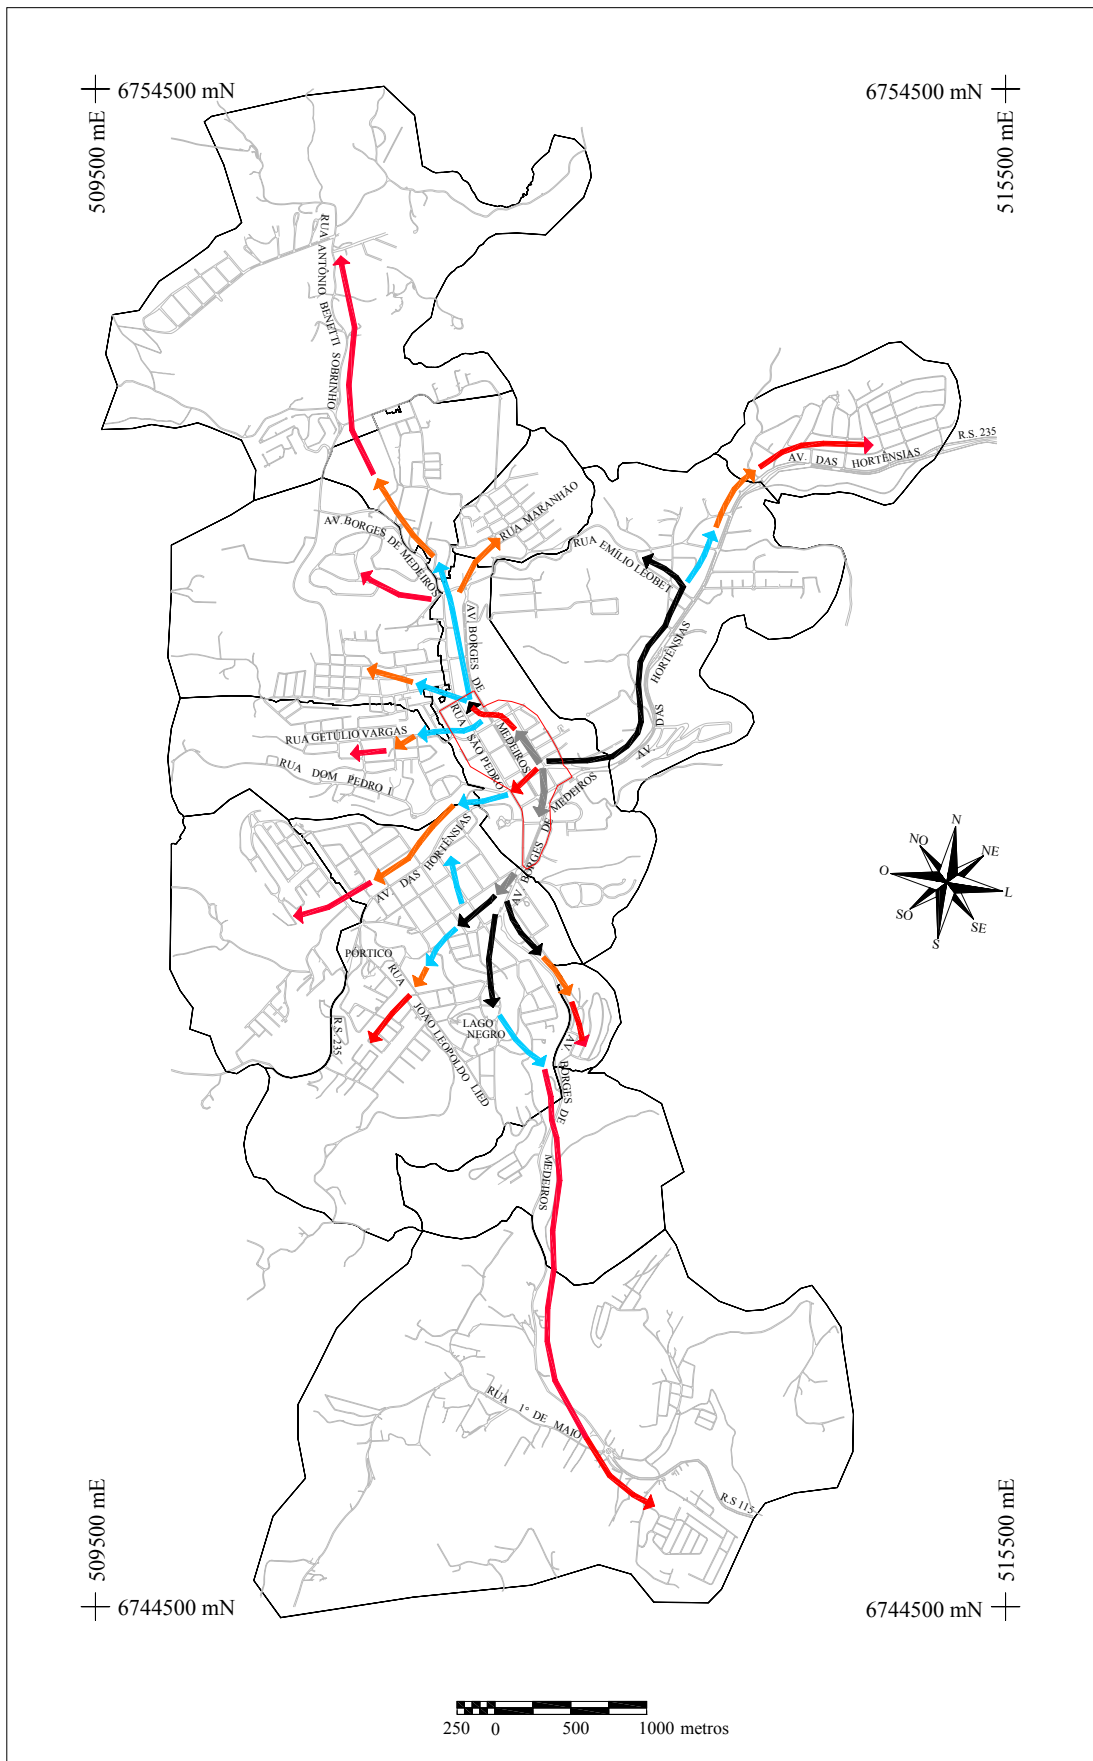 6754500 mN
6754500 mN
509500 mE
515500 mE
RUA ANTÔNIO BENETTI SOBRINHO
R.S. 235
AV. DAS HORTÊNSIAS
RUA MARANHÃO
AV. BORGES DE MEDEIROS
RUA EMÍLIO LEOBET
AV. BORGES DE
MEDEIROS
AV. DAS HORTÊNSIAS
RUA SÃO PEDRO
RUA GETÚLIO VARGAS
RUA DOM PEDRO I
AV. BORGES DE MEDEIROS
AV. DAS HORTÊNSIAS
N
NO
NE
O
L
SO
SE
S
PÓRTICO
RUA JOÃO LEOPOLDO LIED
R.S. 235
LAGO
NEGRO
AV. BORGES DE
MEDEIROS
RUA 1° DE MAIO
R.S 115
509500 mE
515500 mE
6744500 mN
6744500 mN
250 0 500 1000 metros